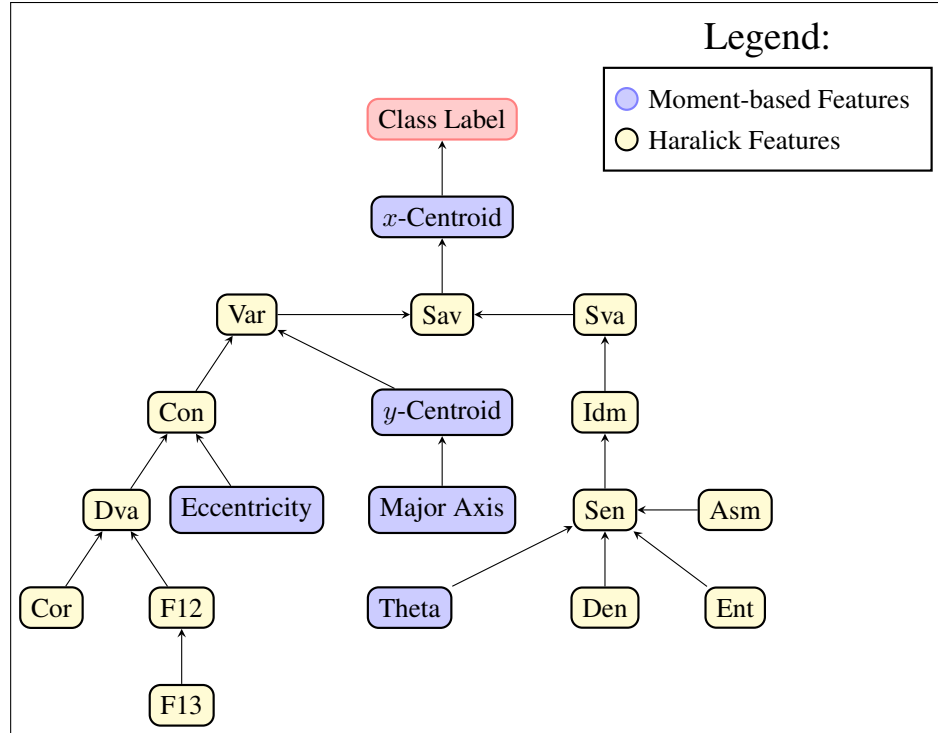 Legend:
Moment-based Features
Haralick Features
Class Label
x-Centroid
Var
Sav
Sva
Con
y-Centroid
Idm
Dva
Eccentricity
Major Axis
Sen
Asm
Cor
F12
Theta
Den
Ent
F13